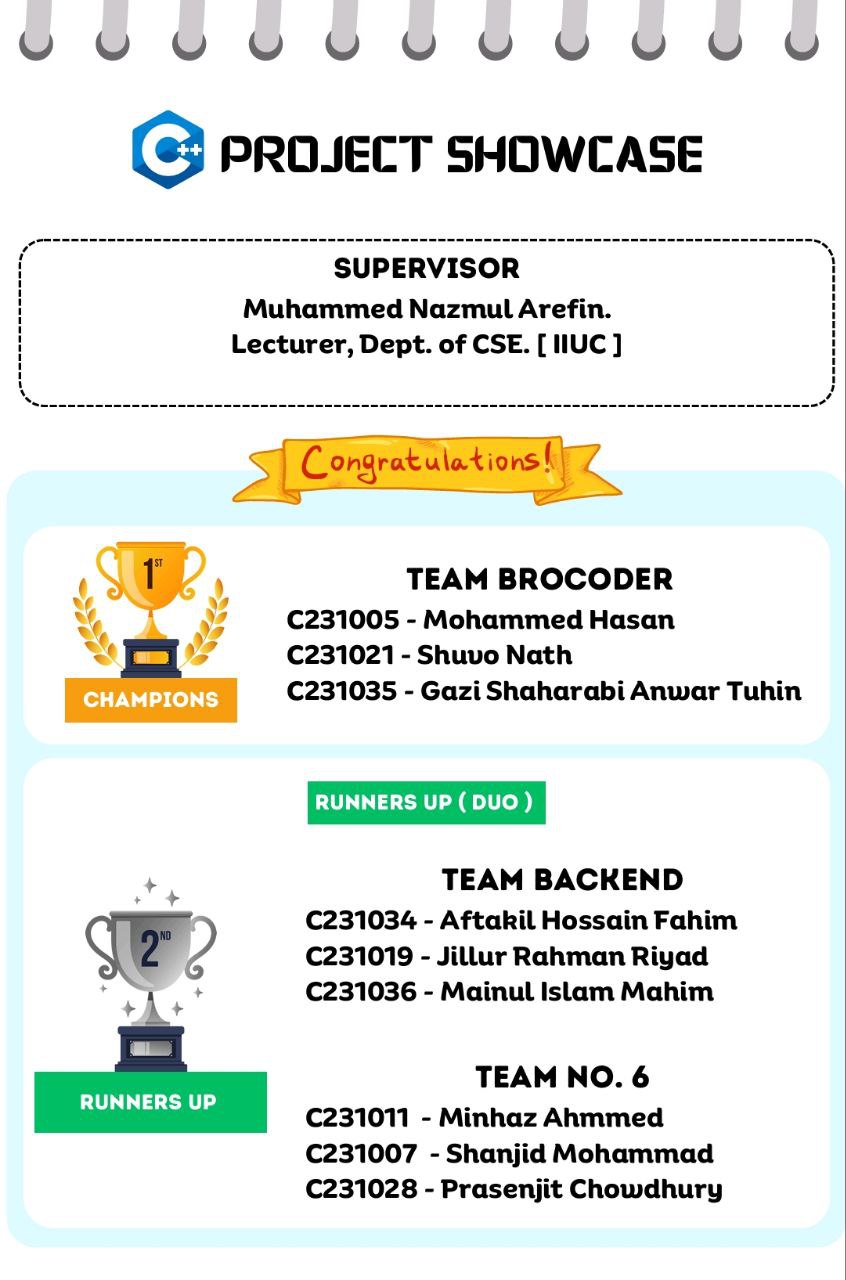 C++ PROJECT SHOWCASE
SUPERVISOR
Muhammed Nazmul Arefin.
Lecturer, Dept. of CSE. [ IIUC ]
Congratulations!
1ST
CHAMPIONS
TEAM BROCODER
C231005 - Mohammed Hasan
C231021 - Shuvo Nath
C231035 - Gazi Shaharabi Anwar Tuhin
RUNNERS UP ( DUO )
2ND
RUNNERS UP
TEAM BACKEND
C231034 - Aftakil Hossain Fahim
C231019 - Jillur Rahman Riyad
C231036 - Mainul Islam Mahim
TEAM NO. 6
C231011 - Minhaz Ahmmed
C231007 - Shanjid Mohammad
C231028 - Prasenjit Chowdhury